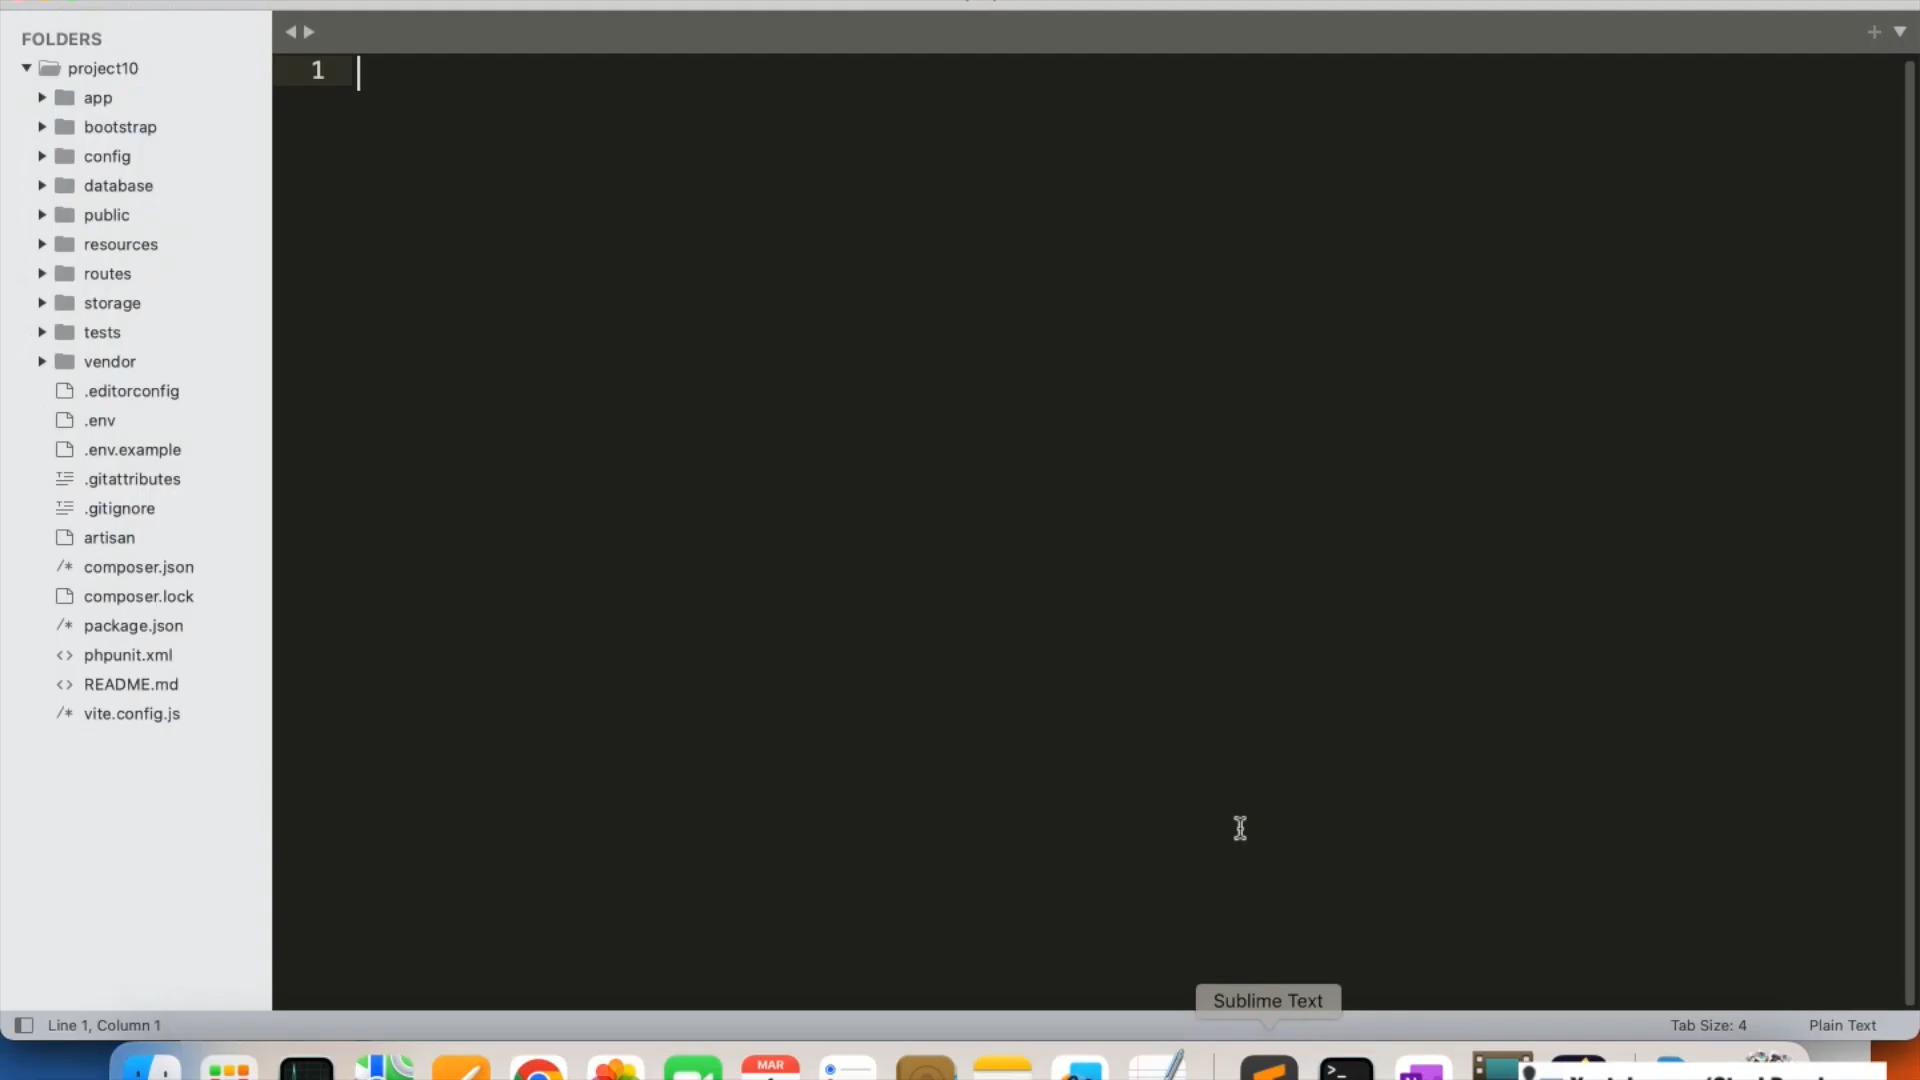 FOLDERS
project10
app
bootstrap
config
database
public
resources
routes
storage
tests
vendor
.editorconfig
.env
.env.example
.gitattributes
.gitignore
artisan
/* composer.json
composer.lock
/* package.json
<> phpunit.xml
<> README.md
/* vite.config.js
1
Sublime Text
Line 1, Column 1
Tab Size: 4
Plain Text
MAR